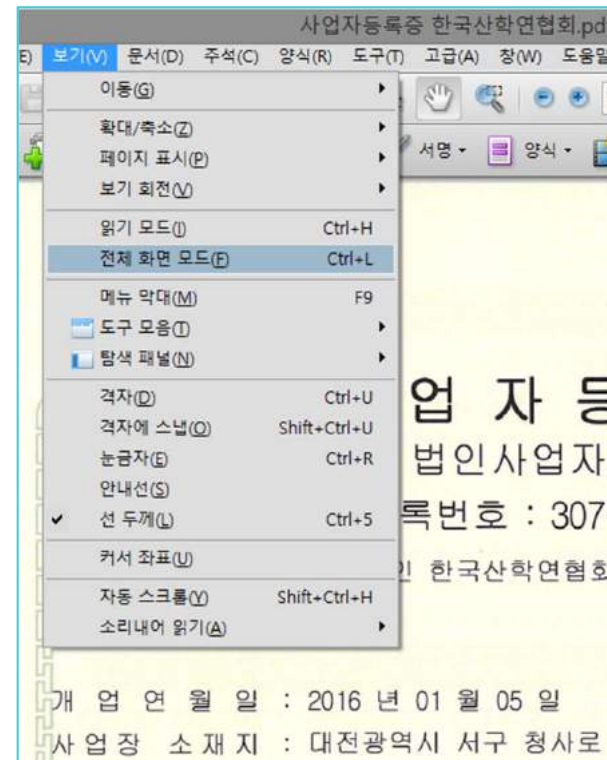 사업자등록증 한국산학연협회.pd
E) 보기(V) 문서(D) 주석(C) 양식(R) 도구(T) 고급(A) 창(W) 도움말
이동(G)
확대/축소(Z)
페이지 표시(P)
서명 양식
보기 회전(V)
읽기 모드(I) Ctrl+H
전체 화면 모드(F) Ctrl+L
메뉴 막대(M) F9
도구 모음(T)
탐색 패널(N)
격자(D) Ctrl+U
업 자 등
격자에 스냅(O) Shift+Ctrl+U
눈금자(E) Ctrl+R
법인사업자
안내선(S)
선 두께(L) Ctrl+5
록번호 : 307
커서 좌표(U)
인 한국산학연협회
자동 스크롤(Y) Shift+Ctrl+H
소리내어 읽기(A)
개 업 연 월 일 : 2016 년 01 월 05 일
사업장 소재지 : 대전광역시 서구 청사로